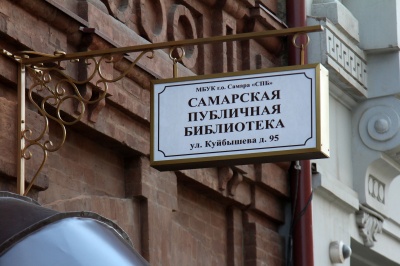 МБУК г.о. Самара «СПБ»
САМАРСКАЯ
ПУБЛИЧНАЯ
БИБЛИОТЕКА
ул. Куйбышева д. 95